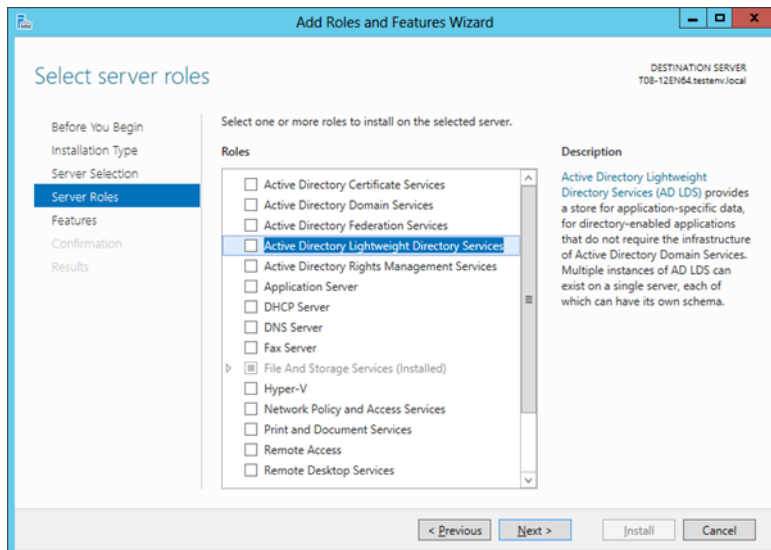 Add Roles and Features Wizard
Select server roles
DESTINATION SERVER
T08-12EN64.testenv.local
Before You Begin
Installation Type
Server Selection
Server Roles
Features
Confirmation
Results
Select one or more roles to install on the selected server.
Roles
Active Directory Certificate Services
Active Directory Domain Services
Active Directory Federation Services
Active Directory Lightweight Directory Services
Active Directory Rights Management Services
Application Server
DHCP Server
DNS Server
Fax Server
File And Storage Services (Installed)
Hyper-V
Network Policy and Access Services
Print and Document Services
Remote Access
Remote Desktop Services
Description
Active Directory Lightweight
Directory Services (AD LDS) provides
a store for application-specific data,
for directory-enabled applications
that do not require the infrastructure
of Active Directory Domain Services.
Multiple instances of AD LDS can
exist on a single server, each of
which can have its own schema.
< Previous
Next >
Install
Cancel